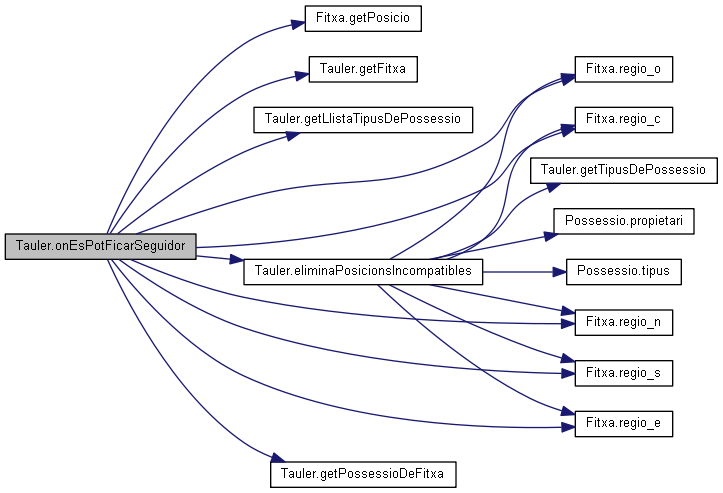 Tauler.onEsPotFicarSeguidor
Fitxa.getPosicio
Tauler.getFitxa
Tauler.getLlistaTipusDePossessio
Tauler.eliminaPosicionsIncompatibles
Tauler.getPossessioDeFitxa
Fitxa.regio_o
Fitxa.regio_c
Tauler.getTipusDePossessio
Possessio.propietari
Possessio.tipus
Fitxa.regio_n
Fitxa.regio_s
Fitxa.regio_e